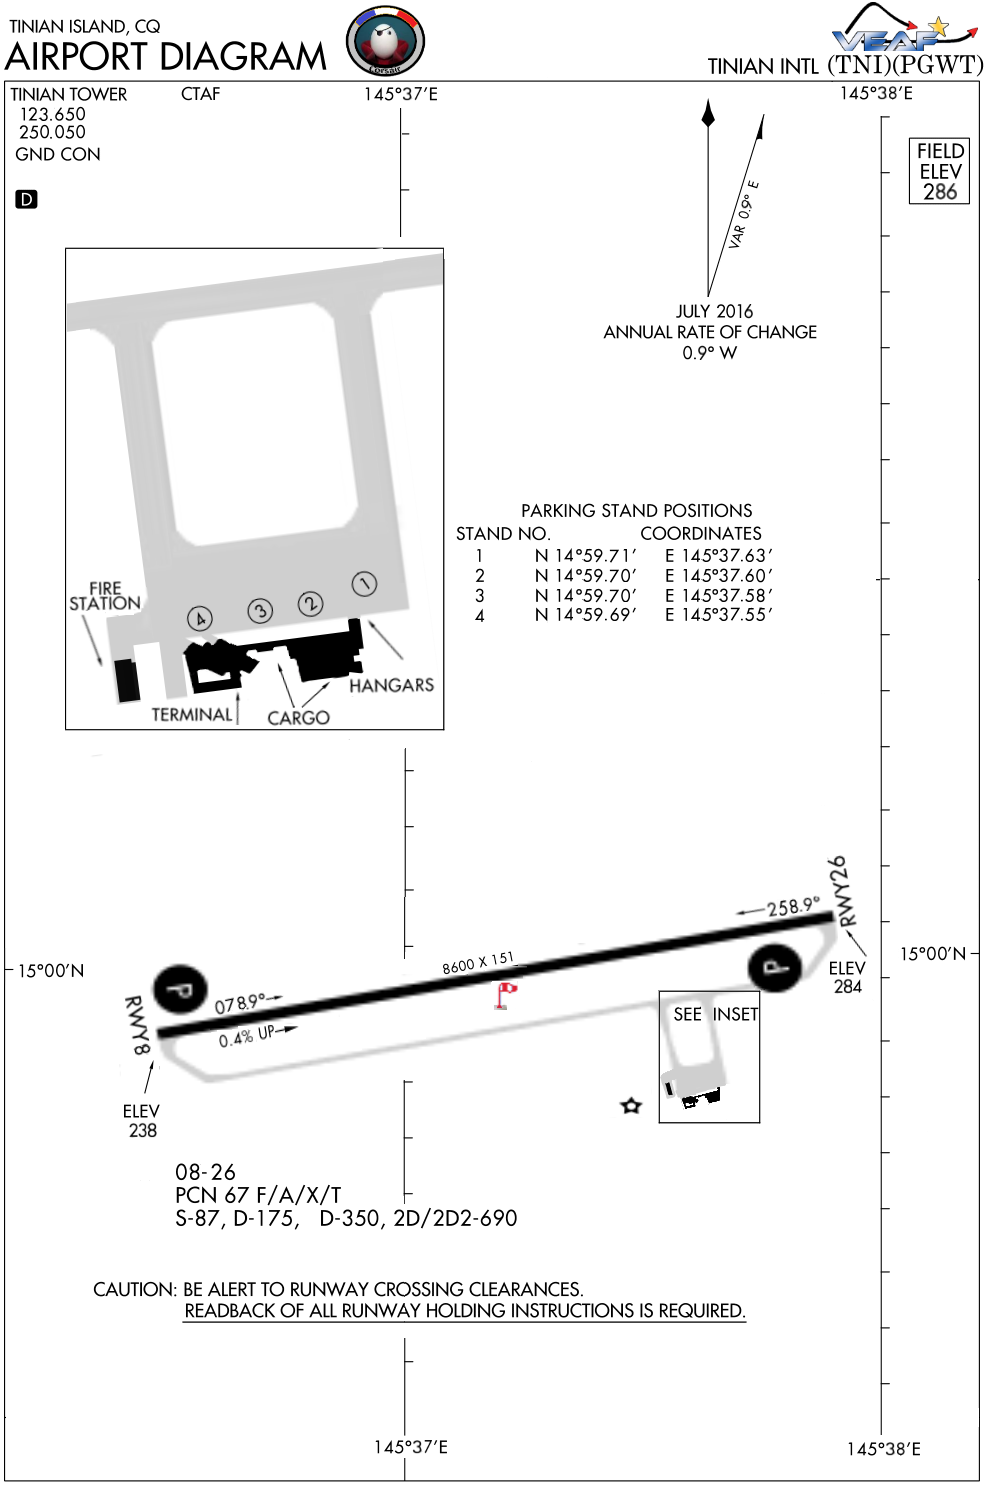 TINIAN ISLAND, CQ
AIRPORT DIAGRAM
Corsair
VEAF
TINIAN INTL (TNI)(PGWT)
TINIAN TOWER CTAF
123.650
250.050
GND CON
D
145°37'E
145°38'E
FIELD
ELEV
286
VAR 0.9° E
JULY 2016
ANNUAL RATE OF CHANGE
0.9° W
FIRE
STATION
4
3
2
1
HANGARS
TERMINAL
CARGO
PARKING STAND POSITIONS
STAND NO. COORDINATES
1 N 14°59.71' E 145°37.63'
2 N 14°59.70' E 145°37.60'
3 N 14°59.70' E 145°37.58'
4 N 14°59.69' E 145°37.55'
RWY26
258.9°
8600 X 151
15°00'N
15°00'N
P
P
ELEV
284
078.9°
0.4% UP
RWY8
SEE INSET
ELEV
238
08-26
PCN 67 F/A/X/T
S-87, D-175, D-350, 2D/2D2-690
CAUTION: BE ALERT TO RUNWAY CROSSING CLEARANCES.
READBACK OF ALL RUNWAY HOLDING INSTRUCTIONS IS REQUIRED.
145°37'E
145°38'E